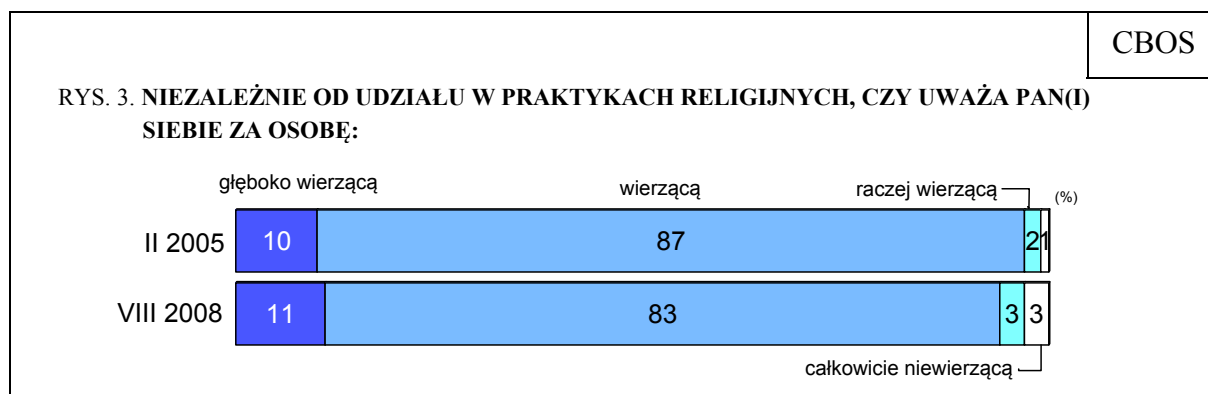 CBOS
RYS. 3. NIEZALEŻNIE OD UDZIAŁU W PRAKTYKACH RELIGIJNYCH, CZY UWAŻA PAN(I)
SIEBIE ZA OSOBĘ:
głęboko wierzącą wierzącą raczej wierzącą (%)
II 2005 10 87 2 1
VIII 2008 11 83 3 3
całkowicie niewierzącą